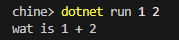 chine> dotnet run 1 2
wat is 1 + 2